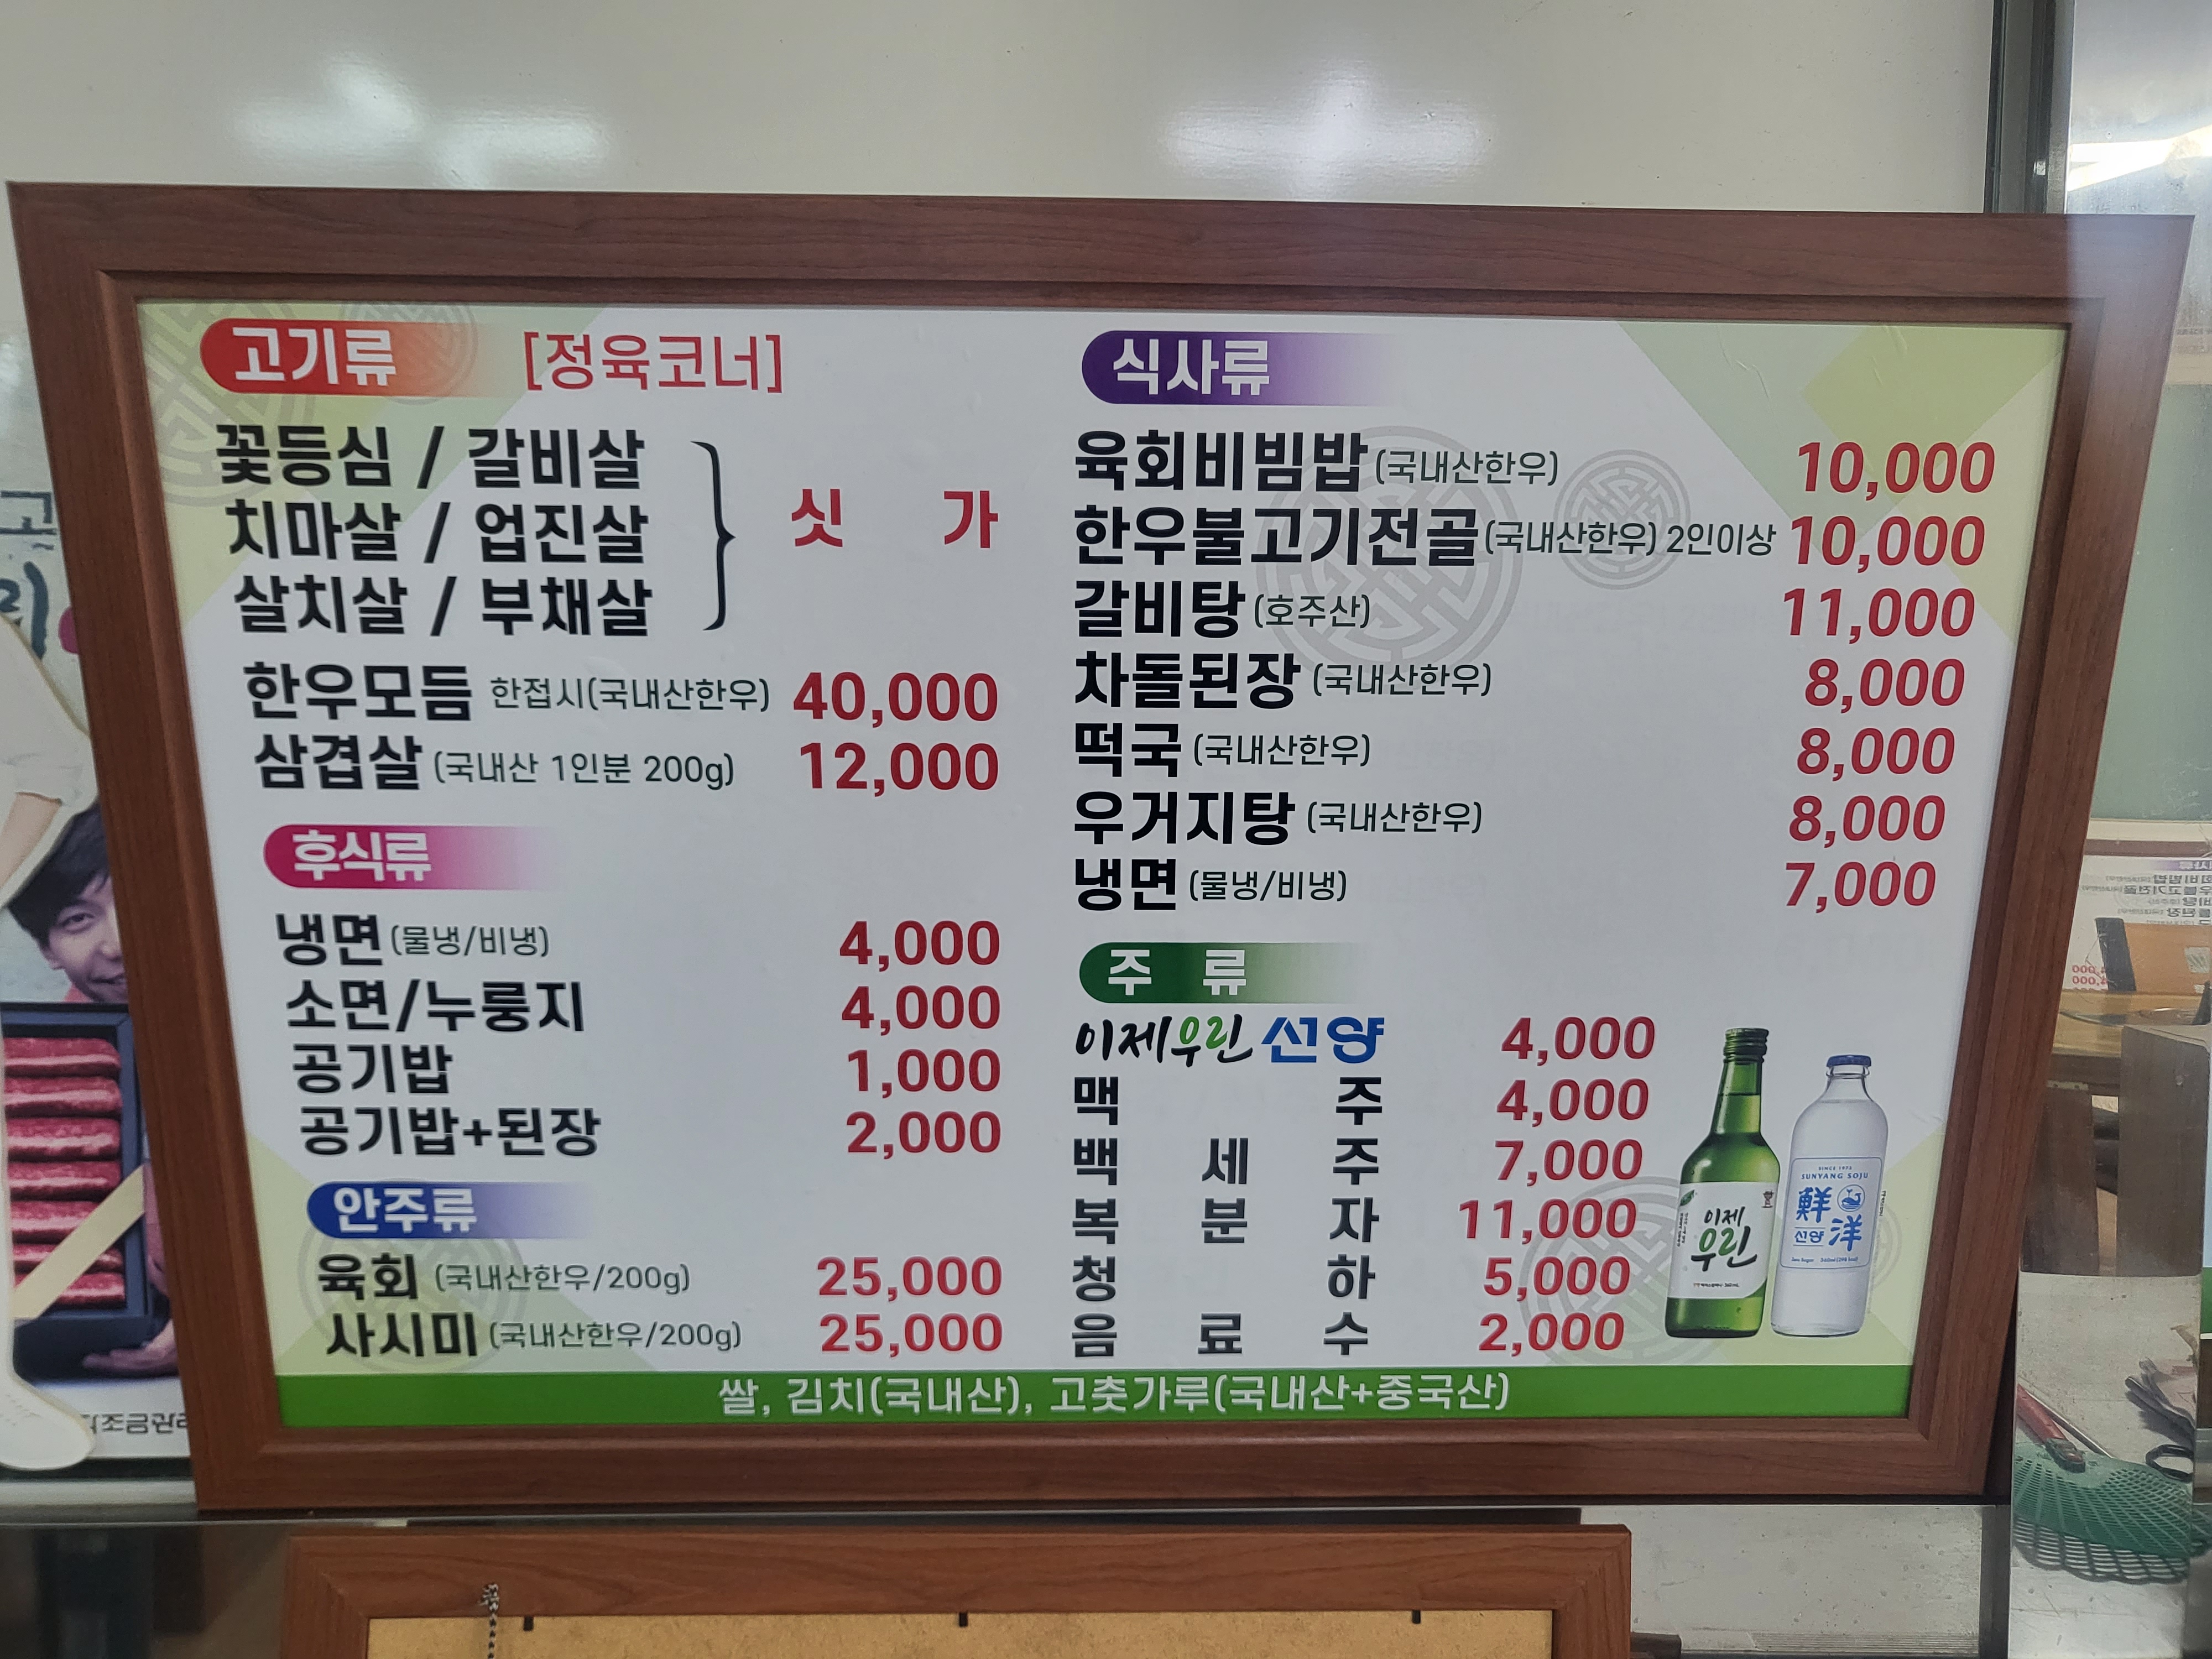 고기류 [정육코너]
꽃등심 / 갈비살
치마살 / 업진살
살치살 / 부채살
싯 가
한우모듬 한접시(국내산한우) 40,000
삼겹살 (국내산 1인분 200g) 12,000
후식류
냉면 (물냉/비냉) 4,000
소면/누룽지 4,000
공기밥 1,000
공기밥+된장 2,000
안주류
육회 (국내산한우/200g) 25,000
사시미 (국내산한우/200g) 25,000
식사류
육회비빔밥 (국내산한우) 10,000
한우불고기전골 (국내산한우) 2인이상 10,000
갈비탕 (호주산) 11,000
차돌된장 (국내산한우) 8,000
떡국 (국내산한우) 8,000
우거지탕 (국내산한우) 8,000
냉면 (물냉/비냉) 7,000
주 류
이제우린 선양 4,000
맥 주 4,000
백 세 주 7,000
복 분 자 11,000
청 하 5,000
음 료 수 2,000
이제
우린
SINCE 1973
SUNYANG SOJU
鮮
선양 洋
쌀, 김치(국내산), 고춧가루(국내산+중국산)